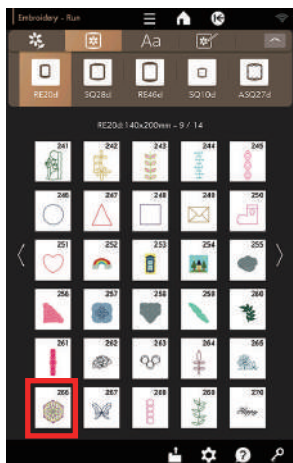 Embroidery - Run
Aa
RE20d SQ28d RE46d SQ10d ASQ27d
RE20d:140x200mm - 9 / 14
241 242 243 244 245
246 247 248 249 250
251 252 253 254 255
256 257 258 259 260
261 262 263 264 265
266 267 268 269 270
Happy